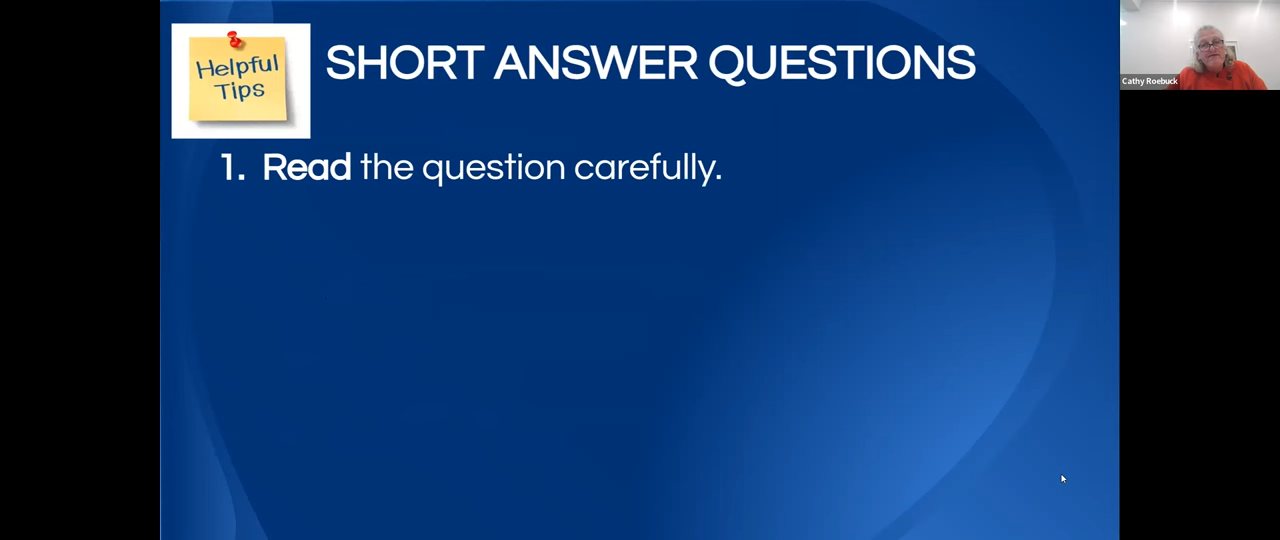 Helpful
Tips
SHORT ANSWER QUESTIONS
1. Read the question carefully.
Cathy Roebuck